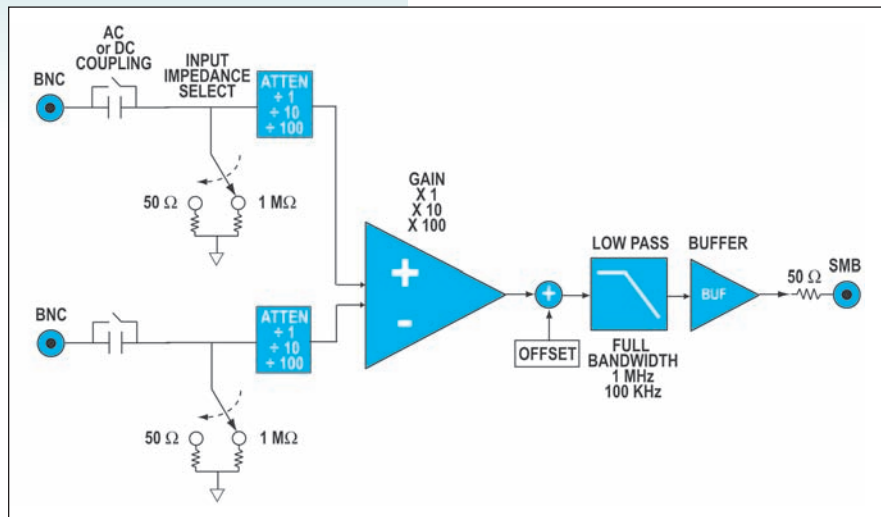 AC
or DC
COUPLING
BNC
INPUT
IMPEDANCE
SELECT
ATTEN
÷ 1
÷ 10
÷ 100
50 Ω
1 MΩ
GAIN
X 1
X 10
X 100
+
-
LOW PASS
BUFFER
50 Ω
SMB
+
BUF
OFFSET
FULL
BANDWIDTH
1 MHz
100 KHz
BNC
ATTEN
÷ 1
÷ 10
÷ 100
50 Ω
1 MΩ